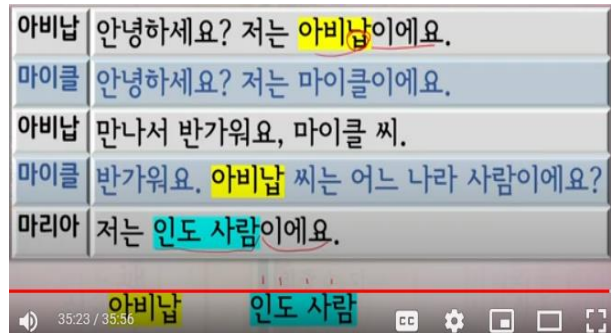 아비납 안녕하세요? 저는 아비납이에요.
마이클 안녕하세요? 저는 마이클이에요.
아비납 만나서 반가워요, 마이클 씨.
마이클 반가워요. 아비납 씨는 어느 나라 사람이에요?
마리아 저는 인도 사람이에요.
아비납 인도 사람
35:23 / 35:56 CC